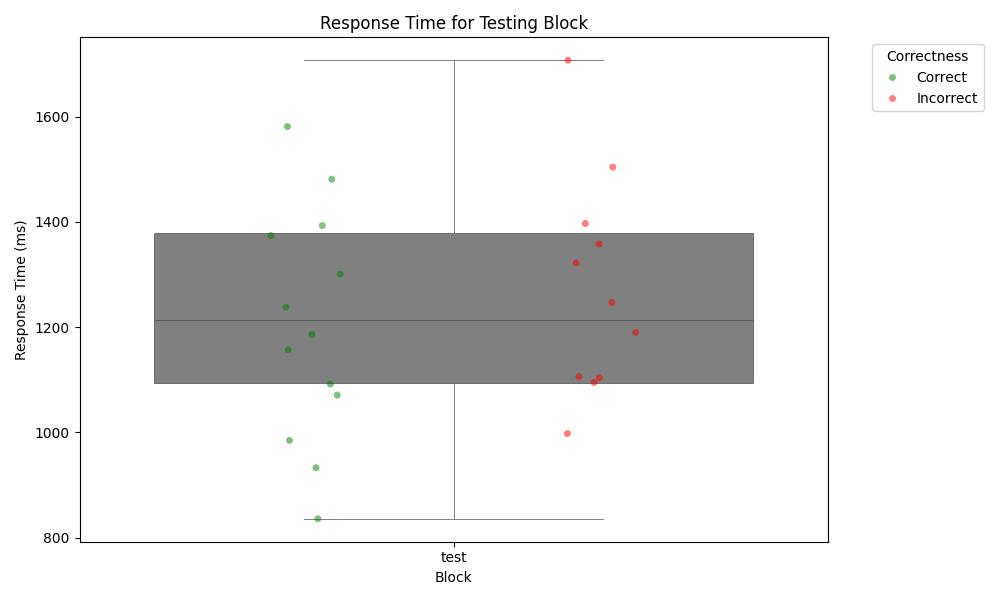 Response Time for Testing Block
Correctness
Correct
Incorrect
Response Time (ms)
1600
1400
1200
1000
800
test
Block